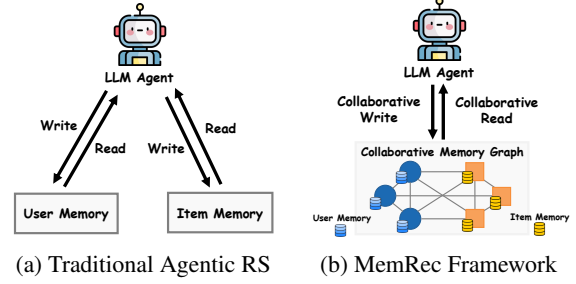 LLM Agent
Write
Read
Write
Read
User Memory
Item Memory
(a) Traditional Agentic RS
LLM Agent
Collaborative
Write
Collaborative
Read
Collaborative Memory Graph
User Memory
Item Memory
(b) MemRec Framework